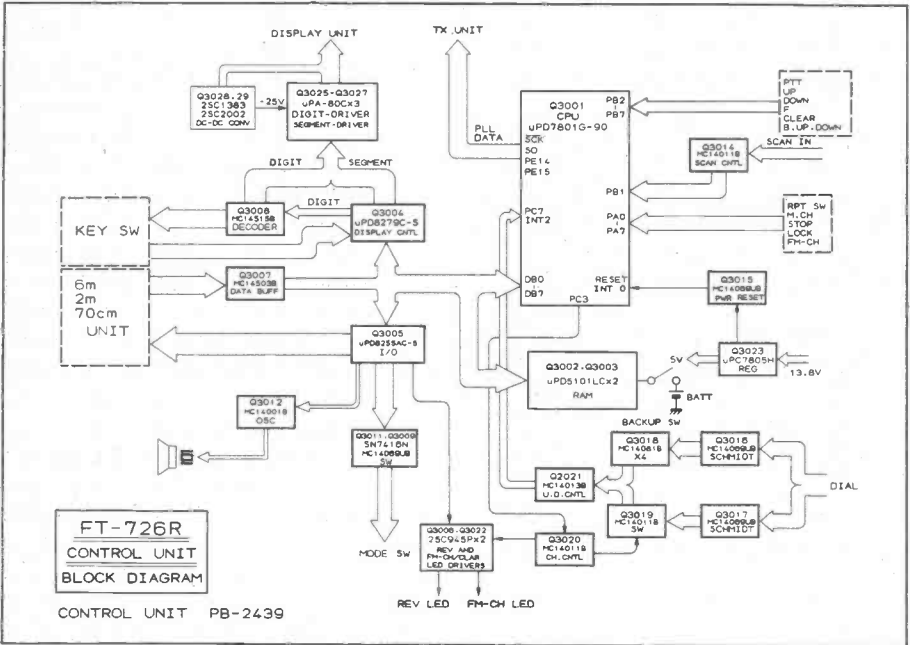 DISPLAY UNIT
TX UNIT
Q3028.29
2SC1383
2SC2002
DC-DC CONV
-25V
Q3025-Q3027
uPA-80Cx3
DIGIT-DRIVER
SEGMENT-DRIVER
DIGIT
SEGMENT
DIGIT
Q3008
MC14515B
DECODER
Q3004
uPD8279C-5
DISPLAY CNTL
KEY SW
6m
2m
70cm
UNIT
Q3007
MC14503B
DATA BUFF
Q3005
uPD8255AC-5
I/O
Q3012
MC14001B
OSC
Q3011.Q3009
SN7416N
MC14069UB
SW
MODE SW
PLL
DATA
Q3001
CPU
uPD7801G-90
SCK
SO
PE14
PE15
PC7
INT2
DB0
DB7
PB2
PB7
PB1
PA0
PA7
RESET
INT 0
PC3
PTT
UP
DOWN
F
CLEAR
B.UP.DOWN
Q3014
MC14011B
SCAN CNTL
SCAN IN
RPT SW
M.CH
STOP
LOCK
FM-CH
Q3015
MC14069UB
PWR RESET
Q3023
uPC7805H
REG
13.8V
5V
BATT
BACKUP SW
Q3002.Q3003
uPD5101LCx2
RAM
Q3018
MC14081B
X4
Q3016
MC14069UB
SCHMIDT
Q2021
MC14013B
U.D.CNTL
Q3019
MC14011B
SW
Q3017
MC14069UB
SCHMIDT
DIAL
Q3006.Q3022
2SC945Px2
REV AND
FM-CH/CLAR
LED DRIVERS
Q3020
MC14011B
CH.CNTL
REV LED
FM-CH LED
FT-726R
CONTROL UNIT
BLOCK DIAGRAM
CONTROL UNIT PB-2439